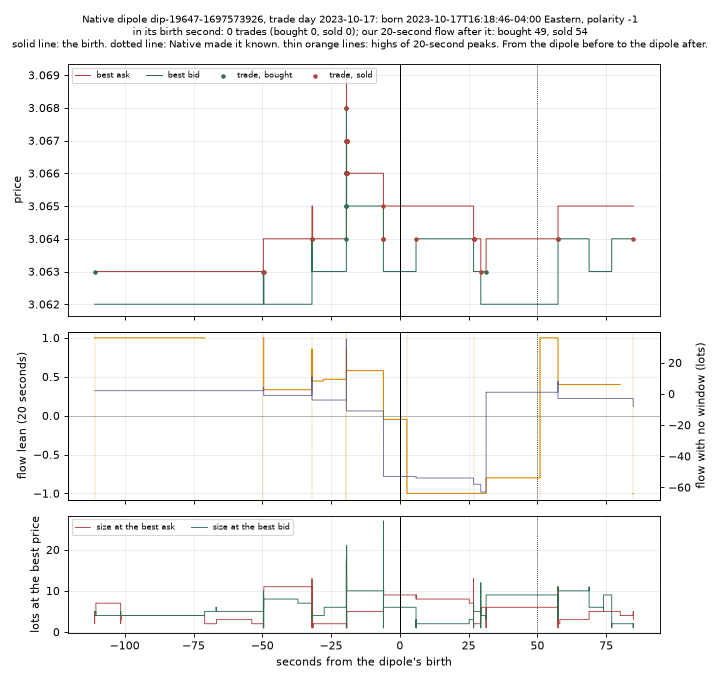 Native dipole dip-19647-1697573926, trade day 2023-10-17: born 2023-10-17T16:18:46-04:00 Eastern, polarity -1
in its birth second: 0 trades (bought 0, sold 0); our 20-second flow after it: bought 49, sold 54
solid line: the birth. dotted line: Native made it known. thin orange lines: highs of 20-second peaks. From the dipole before to the dipole after.
best ask best bid trade, bought trade, sold
3.069
3.068
3.067
3.066
3.065
3.064
3.063
3.062
price
1.0
0.5
0.0
−0.5
−1.0
flow lean (20 seconds)
20
0
−20
−40
−60
flow with no window (lots)
size at the best ask size at the best bid
20
10
0
lots at the best price
−100 −75 −50 −25 0 25 50 75
seconds from the dipole's birth